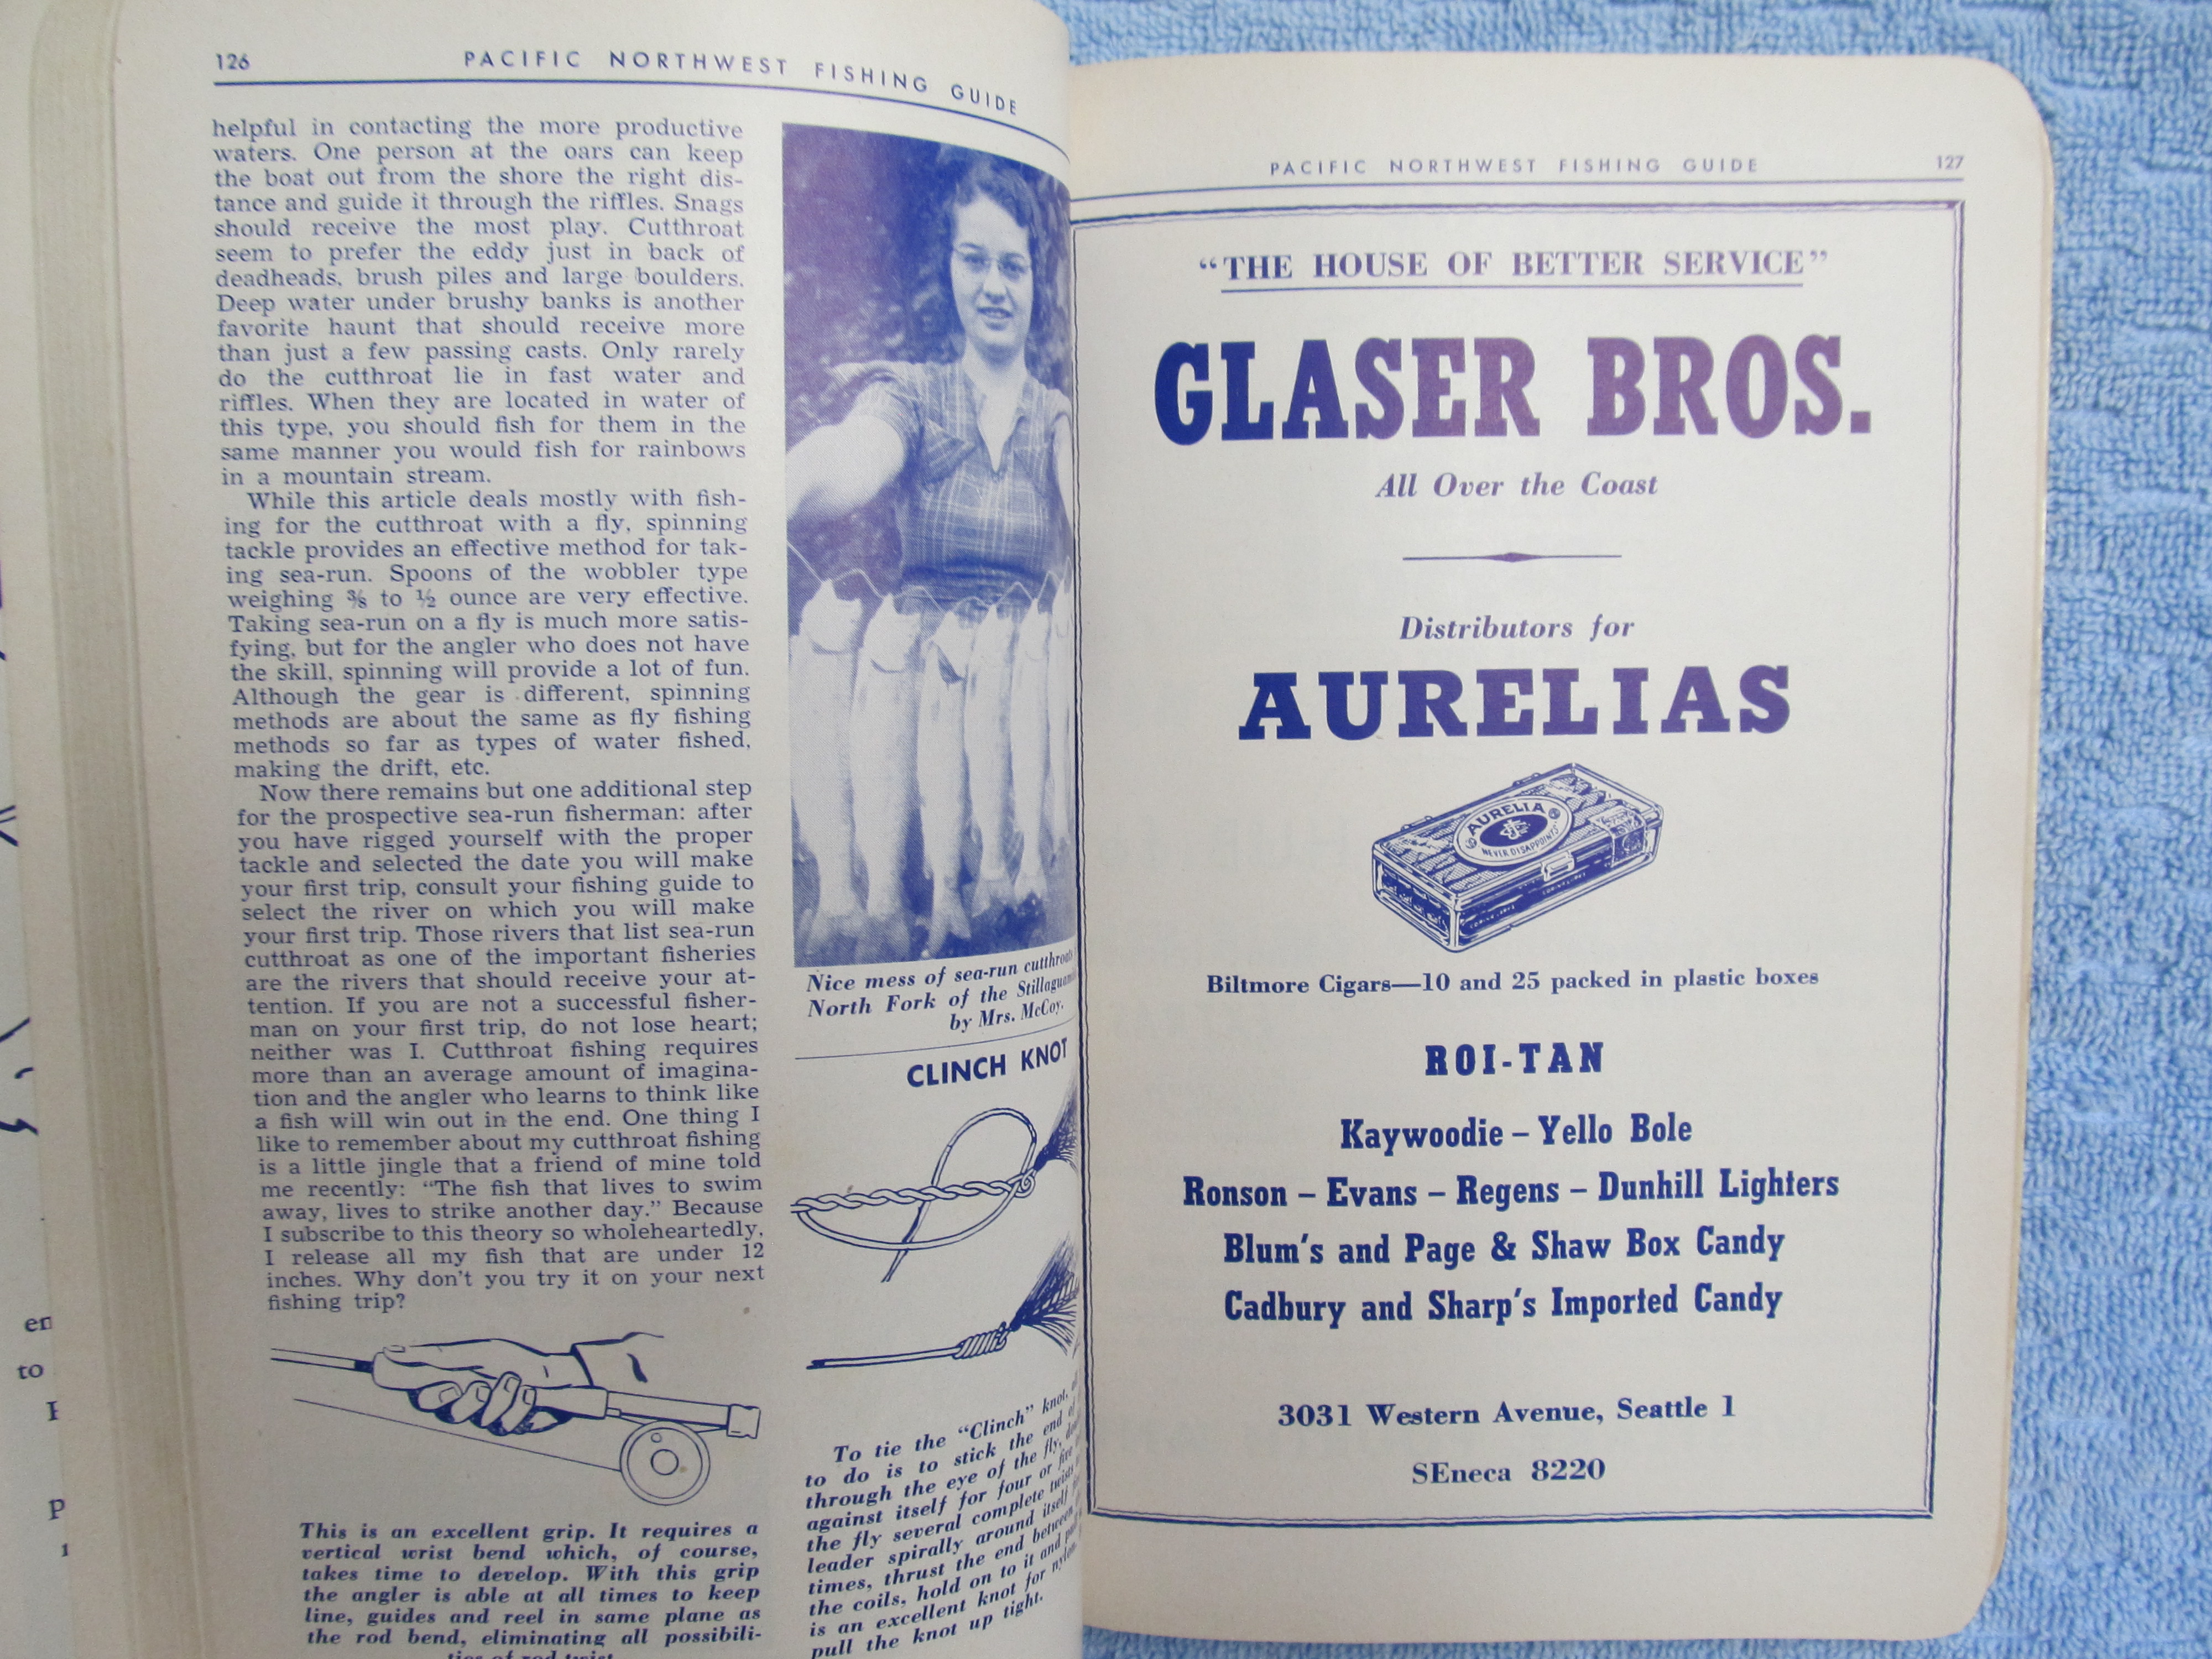 126
PACIFIC NORTHWEST FISHING GUIDE
helpful in contacting the more productive
waters. One person at the oars can keep
the boat out from the shore the right dis-
tance and guide it through the riffles. Snags
should receive the most play. Cutthroat
seem to prefer the eddy just in back of
deadheads, brush piles and large boulders.
Deep water under brushy banks is another
favorite haunt that should receive more
than just a few passing casts. Only rarely
do the cutthroat lie in fast water and
riffles. When they are located in water of
this type, you should fish for them in the
same manner you would fish for rainbows
in a mountain stream.
While this article deals mostly with fish-
ing for the cutthroat with a fly, spinning
tackle provides an effective method for tak-
ing sea-run. Spoons of the wobbler type
weighing ⅜ to ½ ounce are very effective.
Taking sea-run on a fly is much more satis-
fying, but for the angler who does not have
the skill, spinning will provide a lot of fun.
Although the gear is different, spinning
methods are about the same as fly fishing
methods so far as types of water fished,
making the drift, etc.
Now there remains but one additional step
for the prospective sea-run fisherman: after
you have rigged yourself with the proper
tackle and selected the date you will make
your first trip, consult your fishing guide to
select the river on which you will make
your first trip. Those rivers that list sea-run
cutthroat as one of the important fisheries
are the rivers that should receive your at-
tention. If you are not a successful fisher-
man on your first trip, do not lose heart;
neither was I. Cutthroat fishing requires
more than an average amount of imagina-
tion and the angler who learns to think like
a fish will win out in the end. One thing I
like to remember about my cutthroat fishing
is a little jingle that a friend of mine told
me recently: "The fish that lives to swim
away, lives to strike another day." Because
I subscribe to this theory so wholeheartedly,
I release all my fish that are under 12
inches. Why don't you try it on your next
fishing trip?
This is an excellent grip. It requires a
vertical wrist bend which, of course,
takes time to develop. With this grip
the angler is able at all times to keep
line, guides and reel in same plane as
the rod bend, eliminating all possibili-
ties of rod twist
Nice mess of sea-run
North Fork of the
by Mrs. McCoy.
CLINCH KNOT
To tie the "Clinch" knot,
to do is to stick the end of
through the eye of the fly,
against itself for four or five
the fly several complete twists
leader spirally around itself
times, thrust the end between
the coils, hold on to it and
is an excellent knot for
pull the knot up tight.
PACIFIC NORTHWEST FISHING GUIDE
127
"THE HOUSE OF BETTER SERVICE"
GLASER BROS.
All Over the Coast
Distributors for
AURELIAS
AURELIA
NEVER DISAPPOINTS
Biltmore Cigars—10 and 25 packed in plastic boxes
ROI-TAN
Kaywoodie – Yello Bole
Ronson – Evans – Regens – Dunhill Lighters
Blum's and Page & Shaw Box Candy
Cadbury and Sharp's Imported Candy
3031 Western Avenue, Seattle 1
SEneca 8220